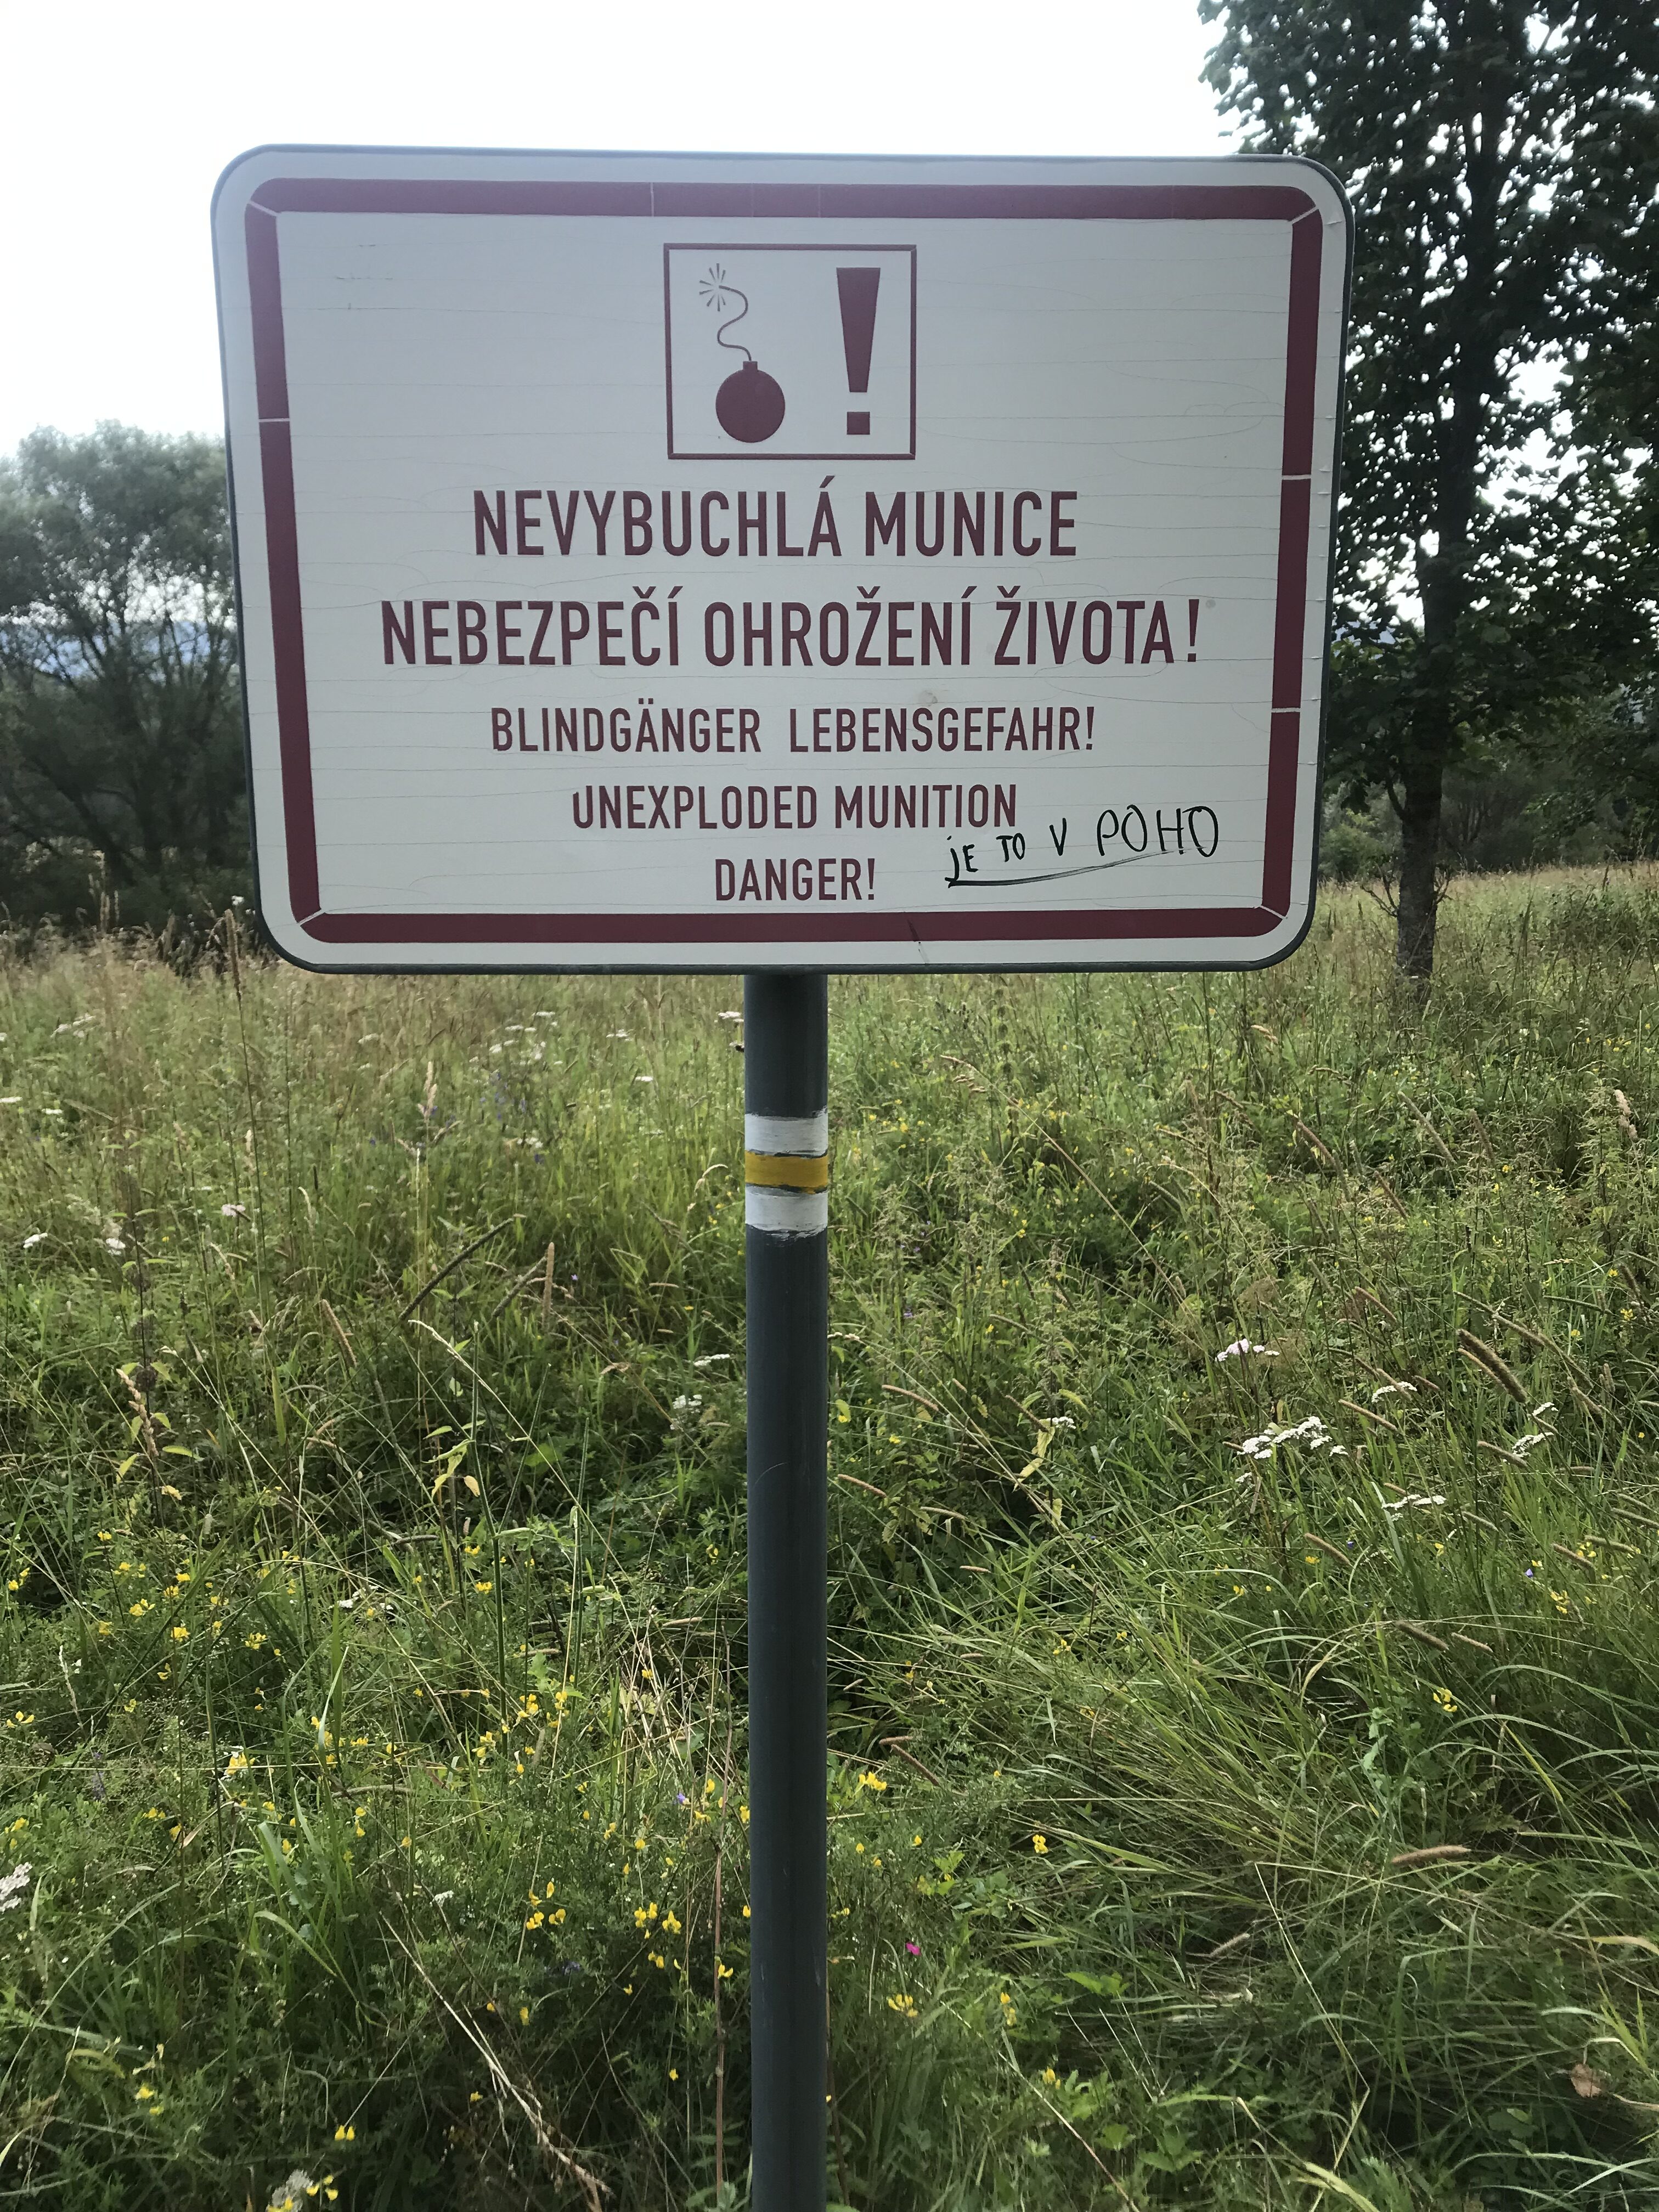 NEVYBUCHLÁ MUNICE
NEBEZPEČÍ OHROŽENÍ ŽIVOTA!
BLINDGÄNGER LEBENSGEFAHR!
UNEXPLODED MUNITION
DANGER!
jE TO V POHO